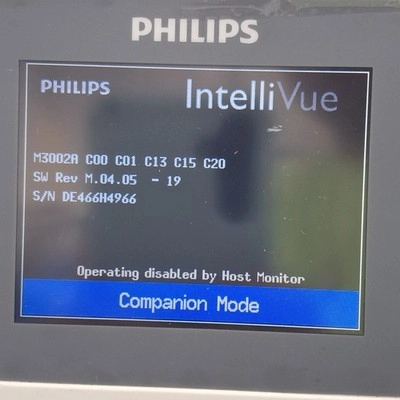 PHILIPS
PHILIPS IntelliVue
M3002A C00 C01 C13 C15 C20
SW Rev M.04.05 - 19
S/N DE466H4966
Operating disabled by Host Monitor
Companion Mode